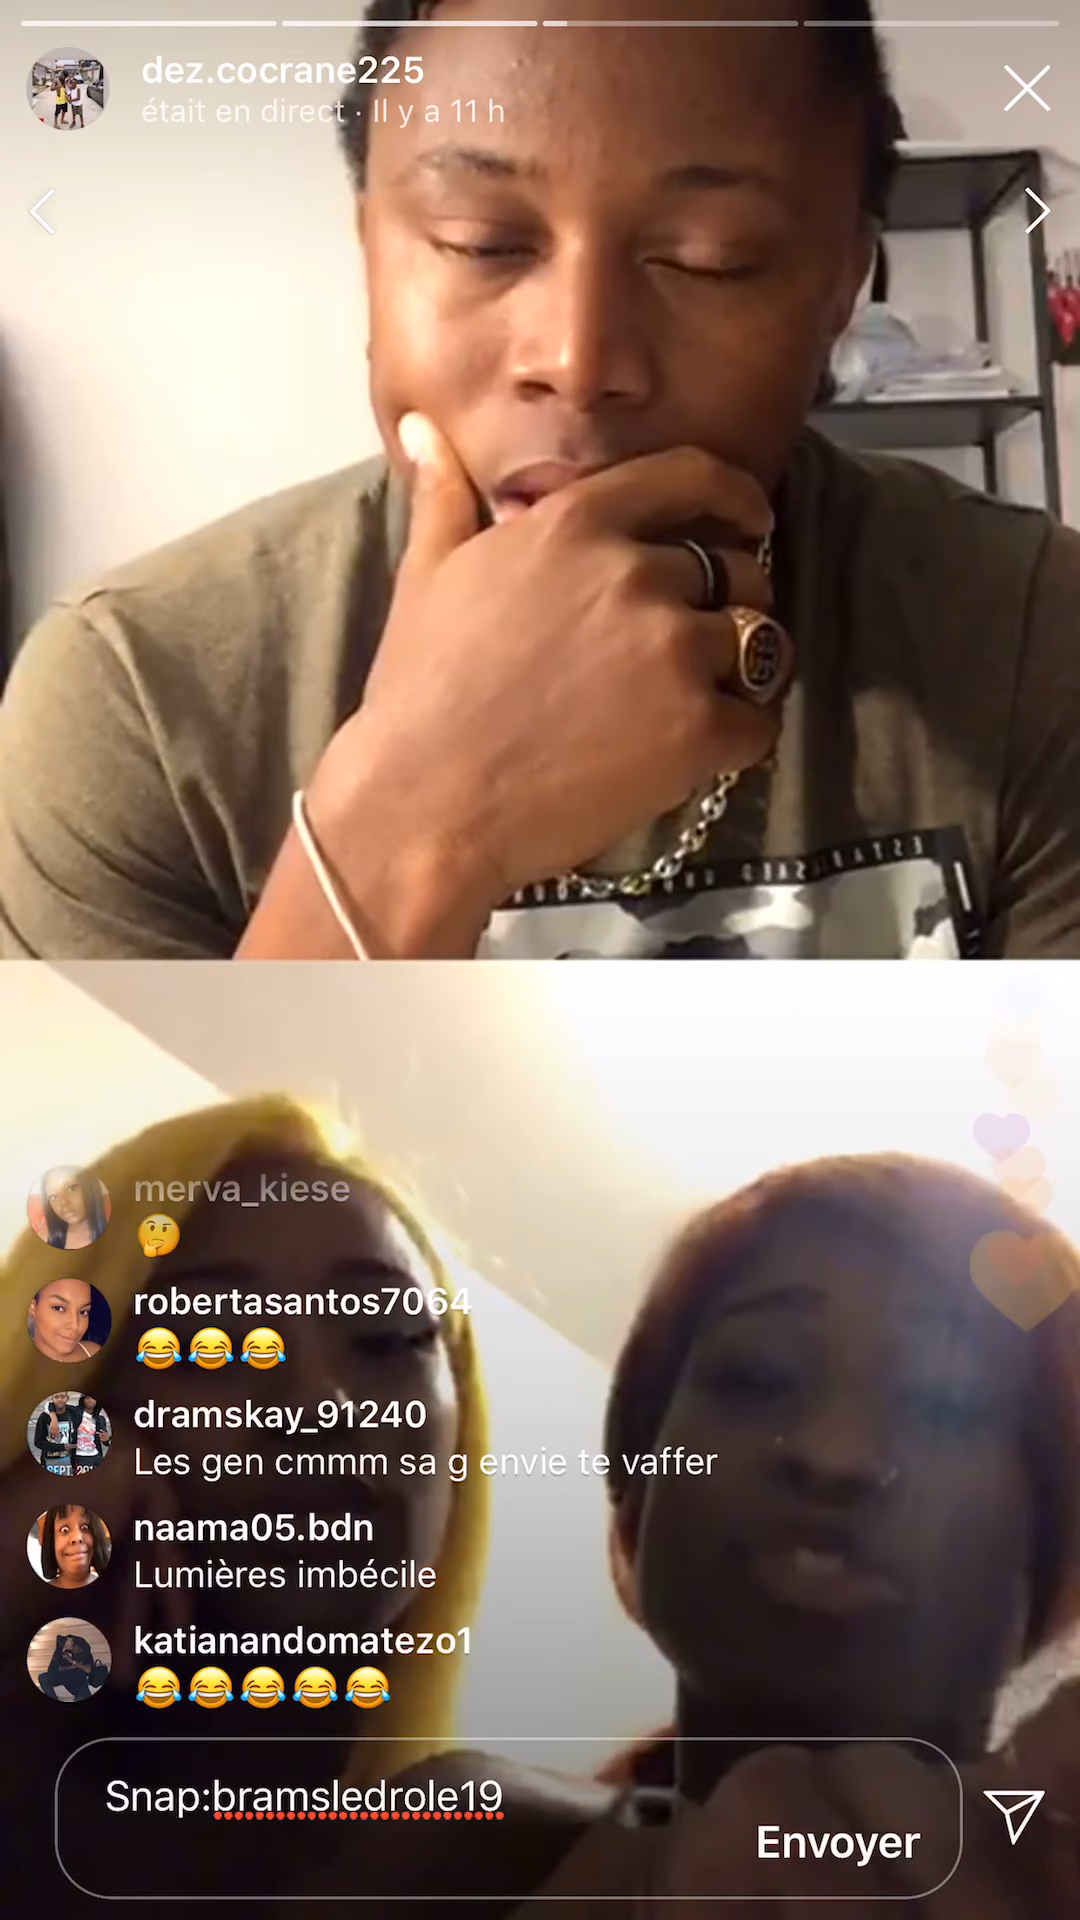 dez.cocrane225
était en direct · Il y a 11 h
merva_kiese
🤔
robertasantos7064
😂😂😂
dramskay_91240
Les gen cmmm sa g envie te vaffer
naama05.bdn
Lumières imbécile
katianandomatezo1
😂😂😂😂😂
Snap:bramsledrole19
Envoyer